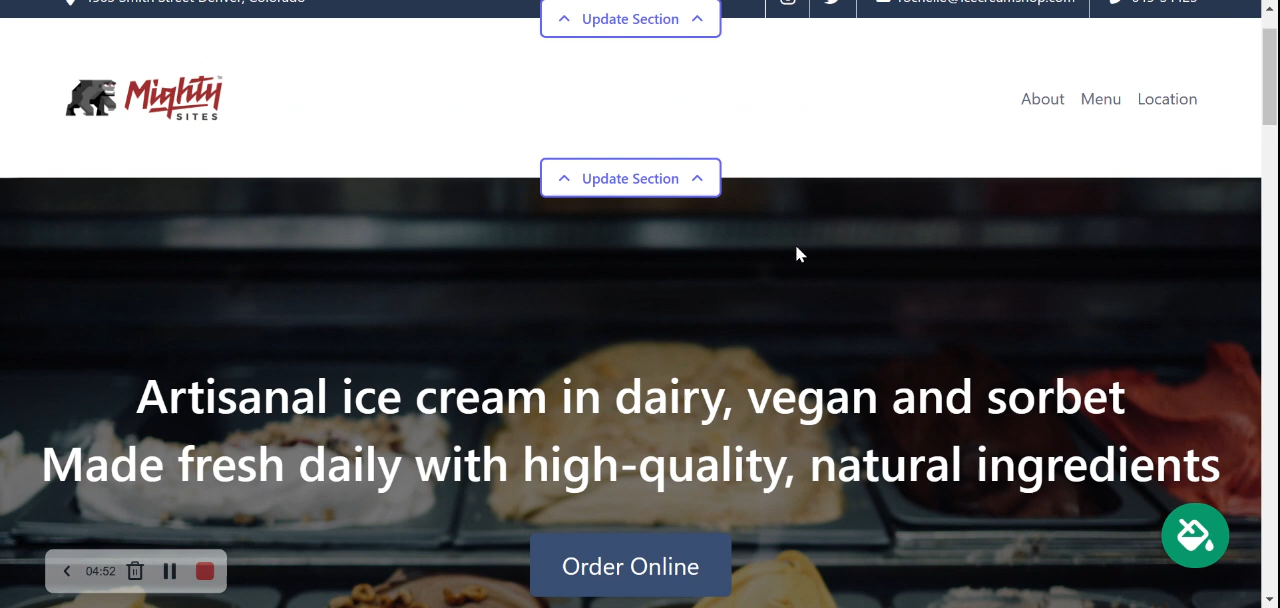 Update Section
Mighty
SITES
About Menu Location
Update Section
Artisanal ice cream in dairy, vegan and sorbet
Made fresh daily with high-quality, natural ingredients
Order Online
04:52